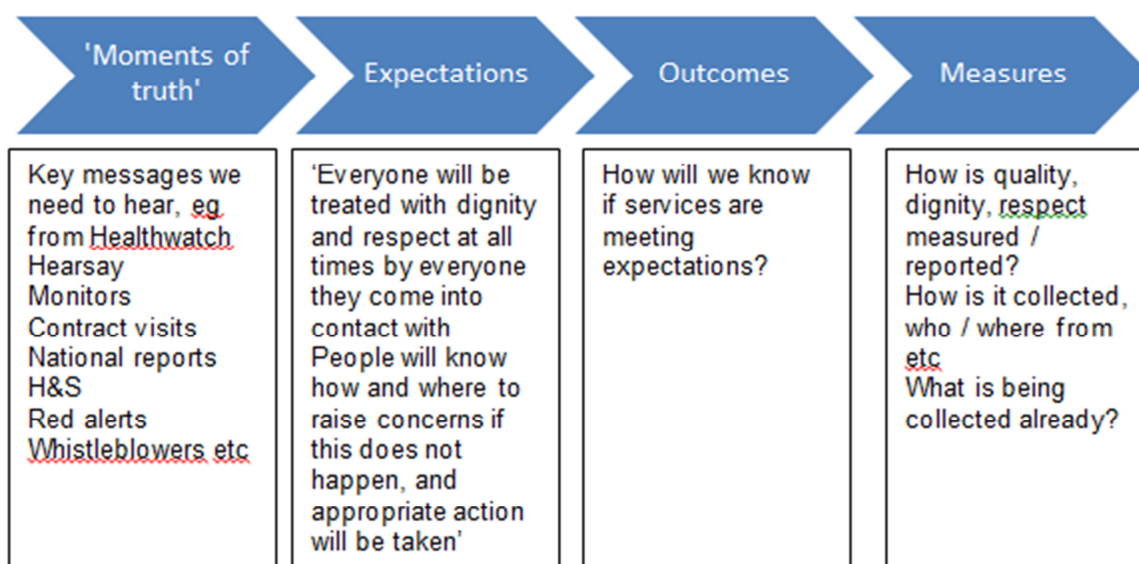 'Moments of
truth'
Expectations
Outcomes
Measures
Key messages we
need to hear, eg
from Healthwatch
Hearsay
Monitors
Contract visits
National reports
H&S
Red alerts
Whistleblowers etc
‘Everyone will be
treated with dignity
and respect at all
times by everyone
they come into
contact with
People will know
how and where to
raise concerns if
this does not
happen, and
appropriate action
will be taken’
How will we know
if services are
meeting
expectations?
How is quality,
dignity, respect
measured /
reported?
How is it collected,
who / where from
etc
What is being
collected already?